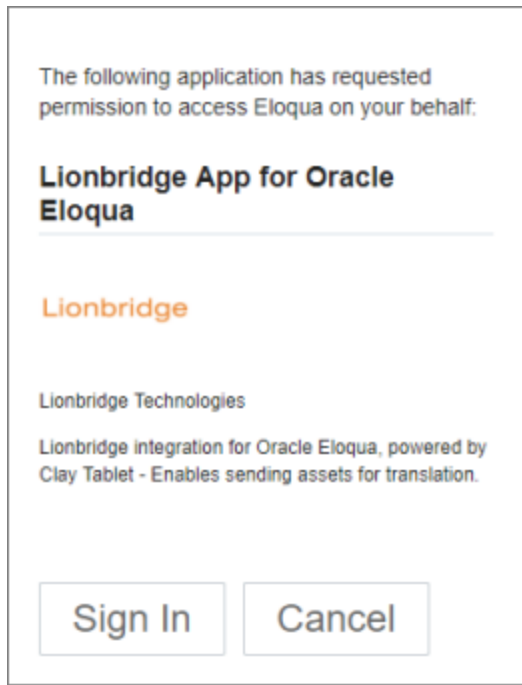 The following application has requested
permission to access Eloqua on your behalf:
Lionbridge App for Oracle
Eloqua
Lionbridge
Lionbridge Technologies
Lionbridge integration for Oracle Eloqua, powered by
Clay Tablet - Enables sending assets for translation.
Sign In
Cancel